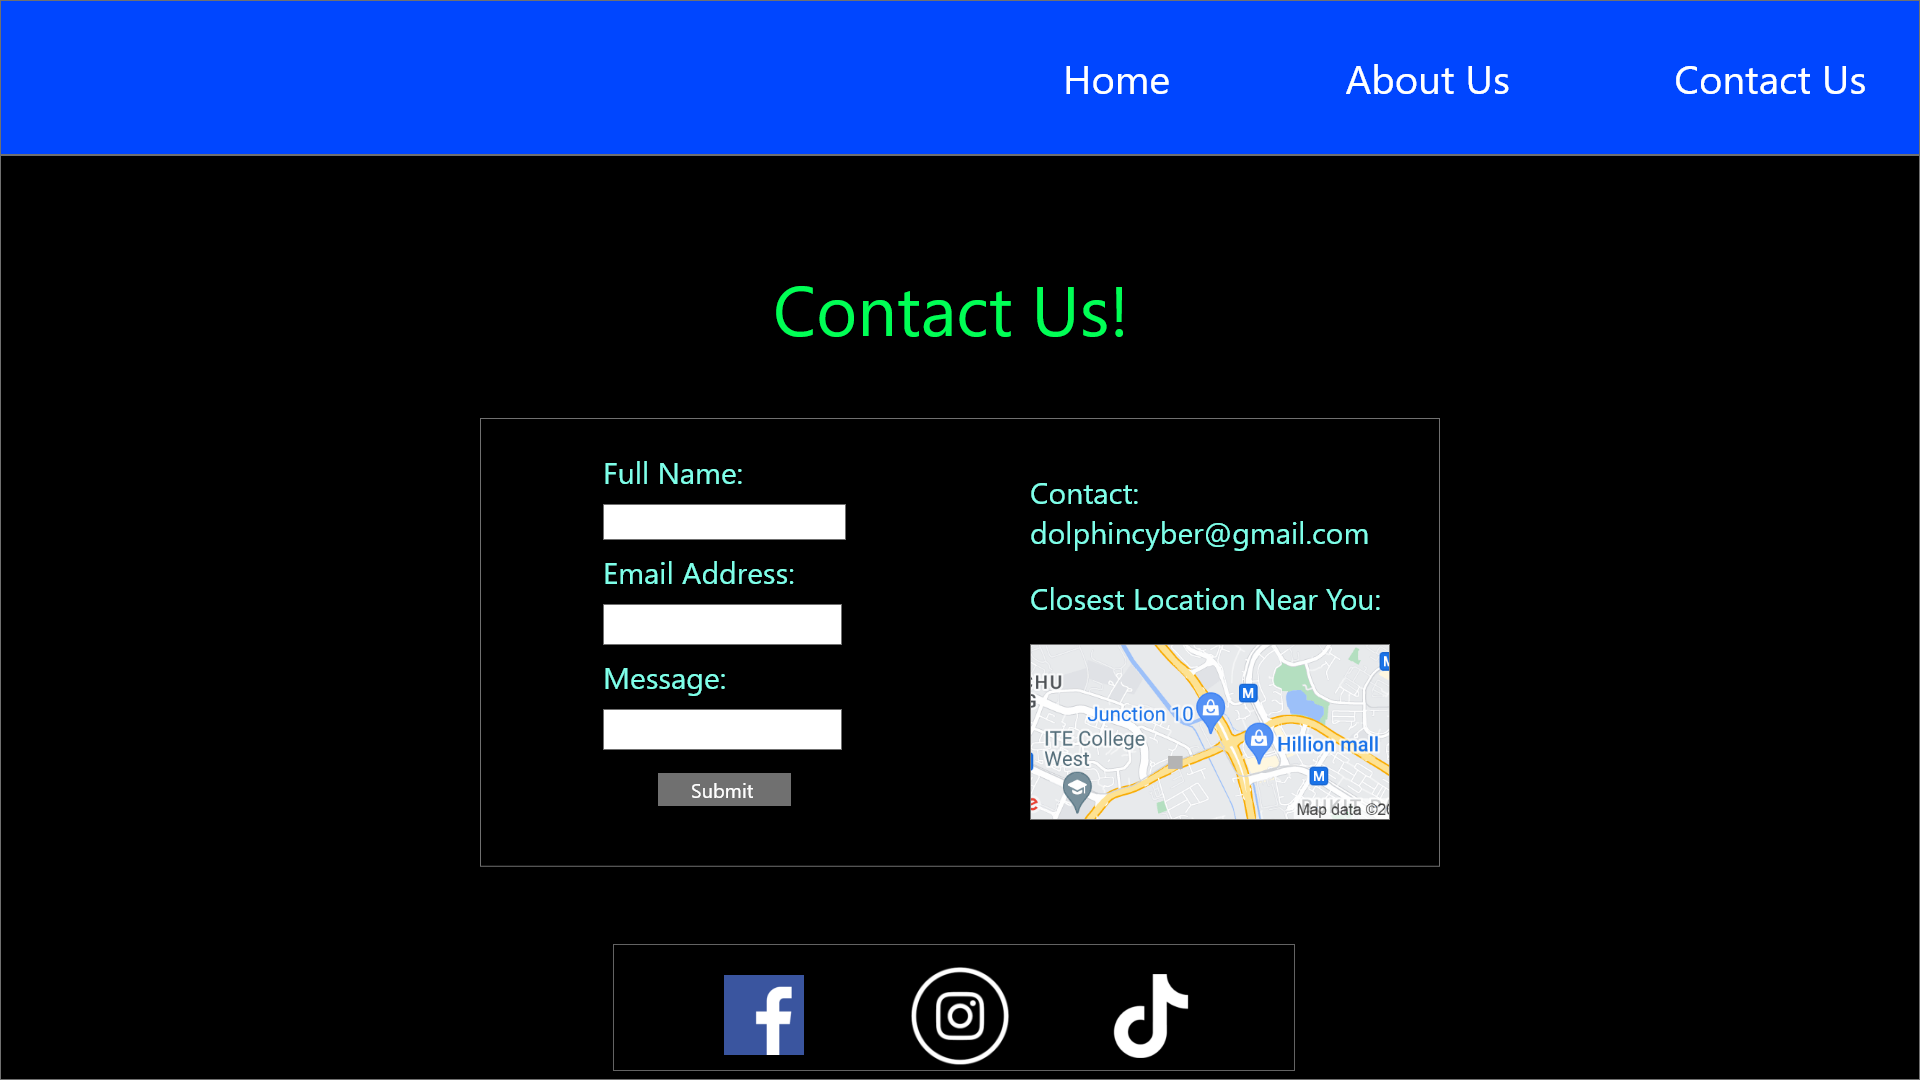 Home
About Us
Contact Us
Contact Us!
Full Name:
Email Address:
Message:
Submit
Contact:
dolphincyber@gmail.com
Closest Location Near You:
HU
Junction 10
M
M
ITE College
West
Hillion mall
M
Map data ©2